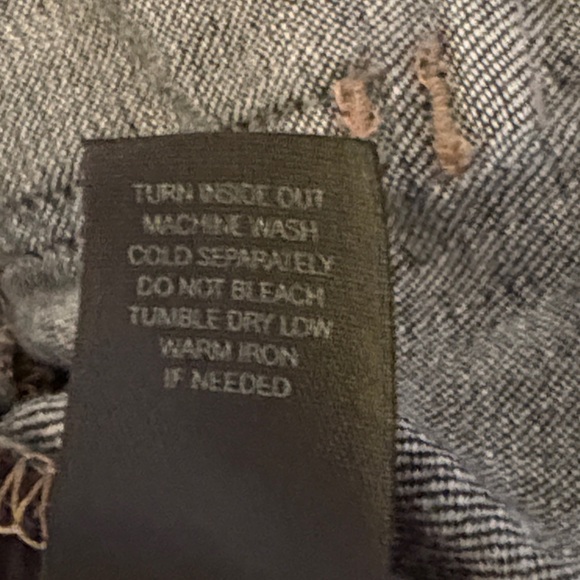 TURN INSIDE OUT
MACHINE WASH
COLD SEPARATELY
DO NOT BLEACH
TUMBLE DRY LOW
WARM IRON
IF NEEDED